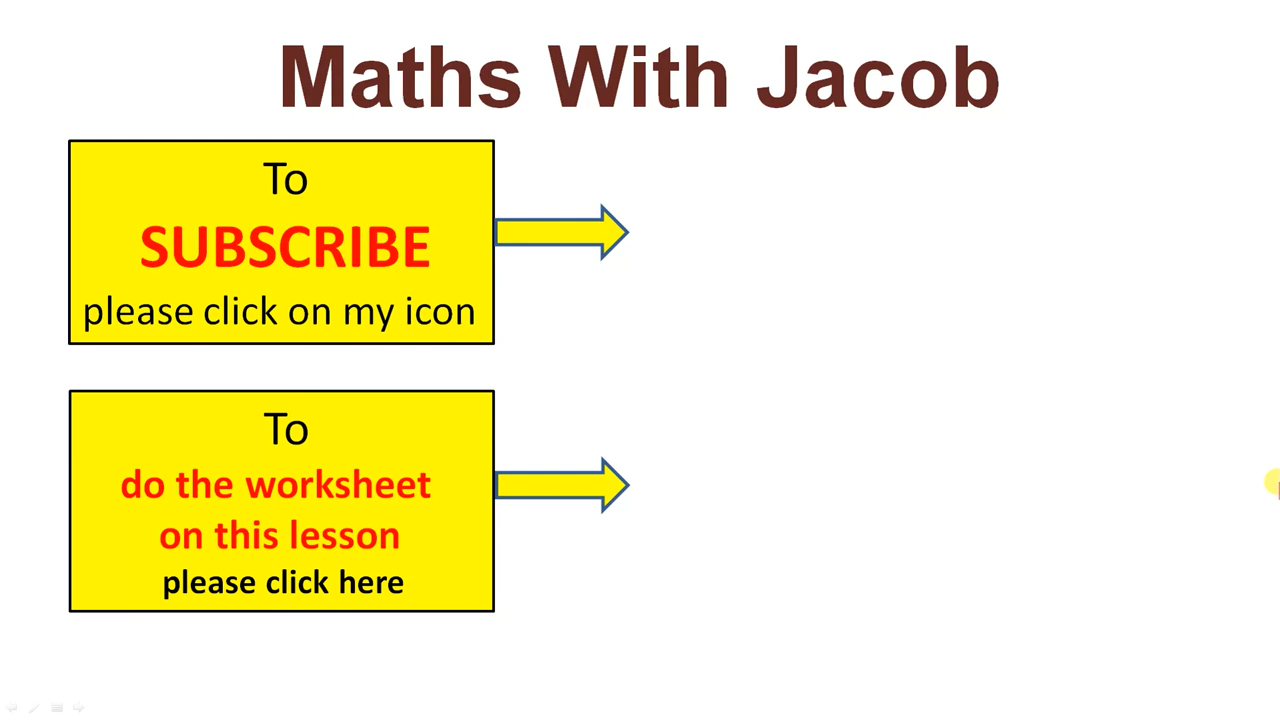 Maths With Jacob
To
SUBSCRIBE
please click on my icon
To
do the worksheet
on this lesson
please click here